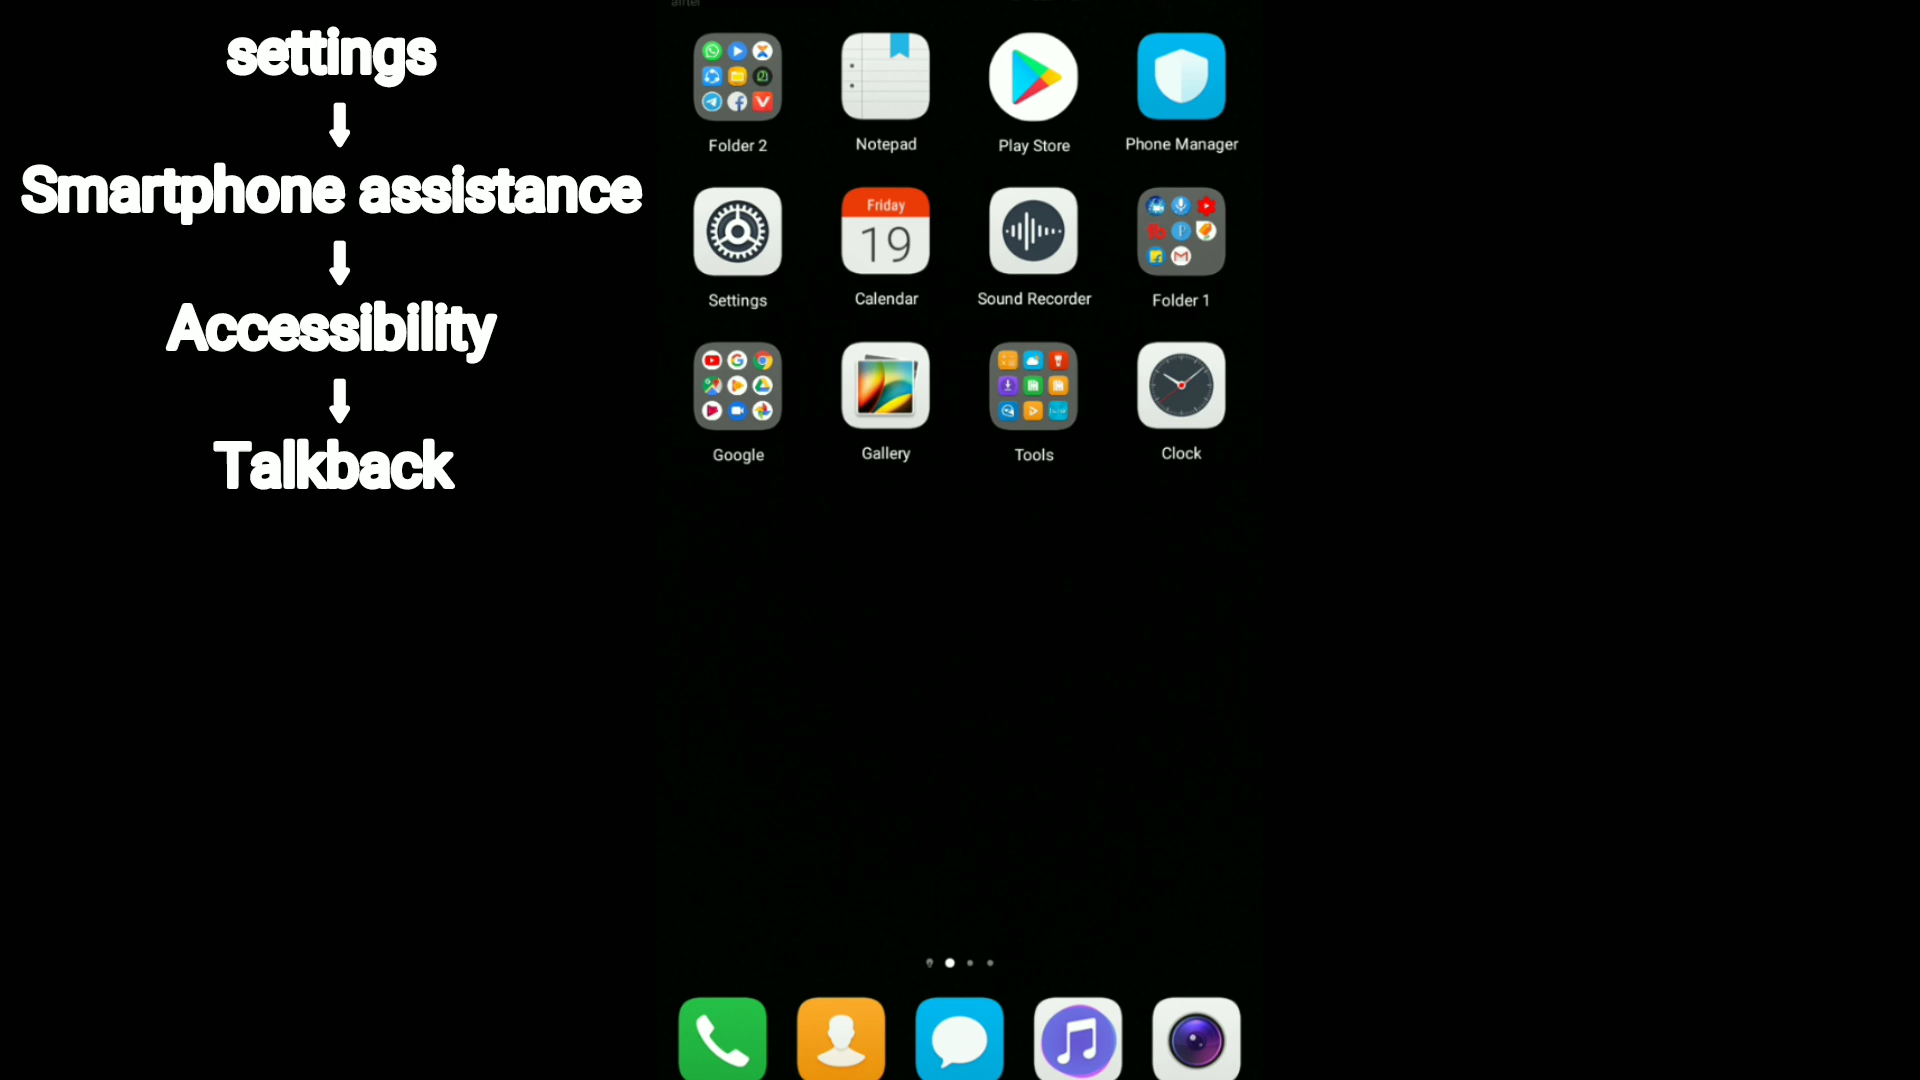 settings
Smartphone assistance
Accessibility
Talkback
airtel
Folder 2
Notepad
Play Store
Phone Manager
Friday
19
Settings
Calendar
Sound Recorder
Folder 1
Google
Gallery
Tools
Clock